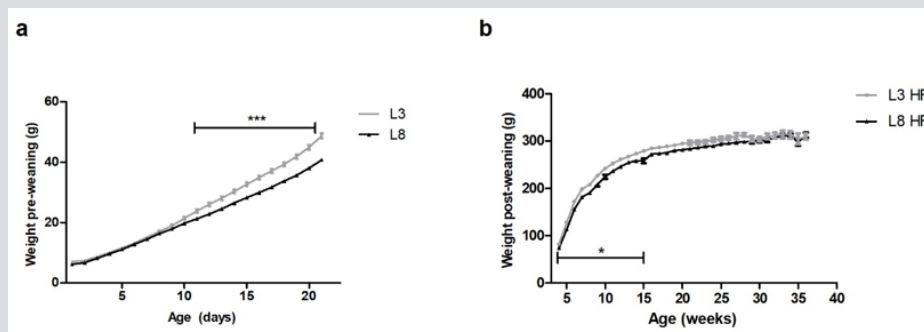 a
Weight pre-weaning (g)
60
40
20
0
5
10
15
20
Age (days)
***
L3
L8
b
Weight post-weaning (g)
400
300
200
100
0
5
10
15
20
25
30
35
40
Age (weeks)
*
L3 HF
L8 HF